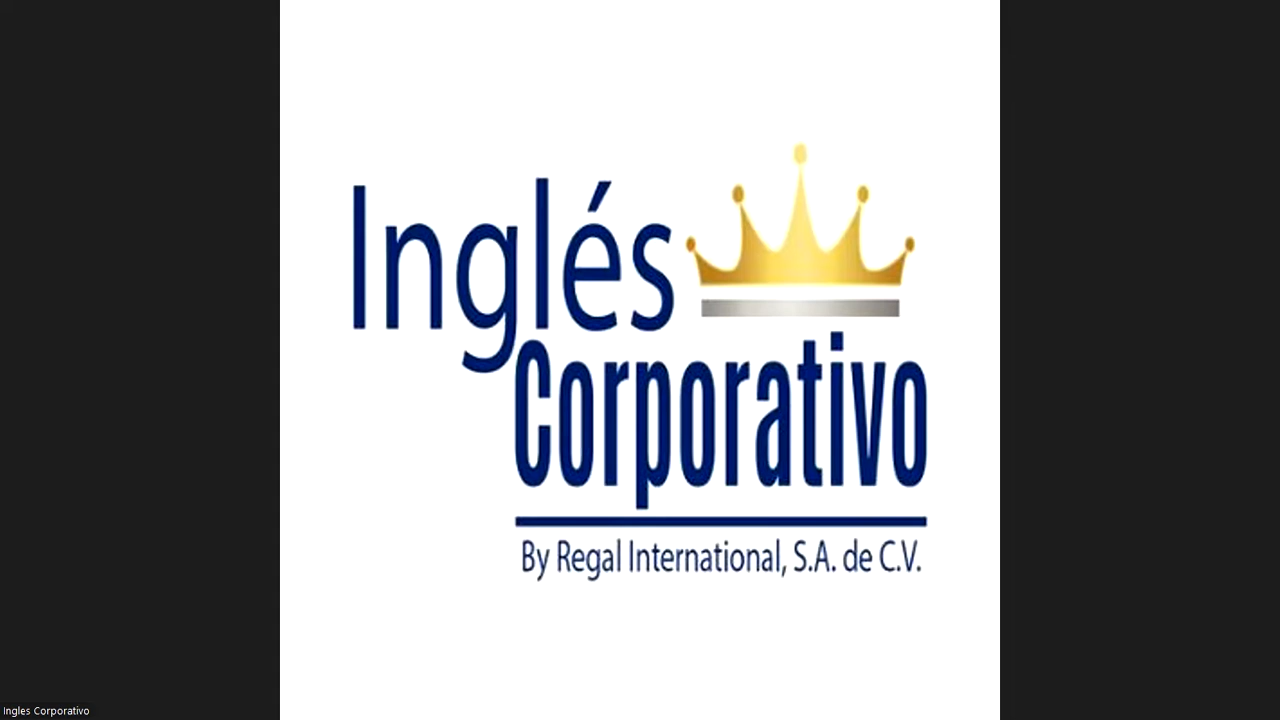 Inglés
Corporativo
By Regal International, S.A. de C.V.
Ingles Corporativo